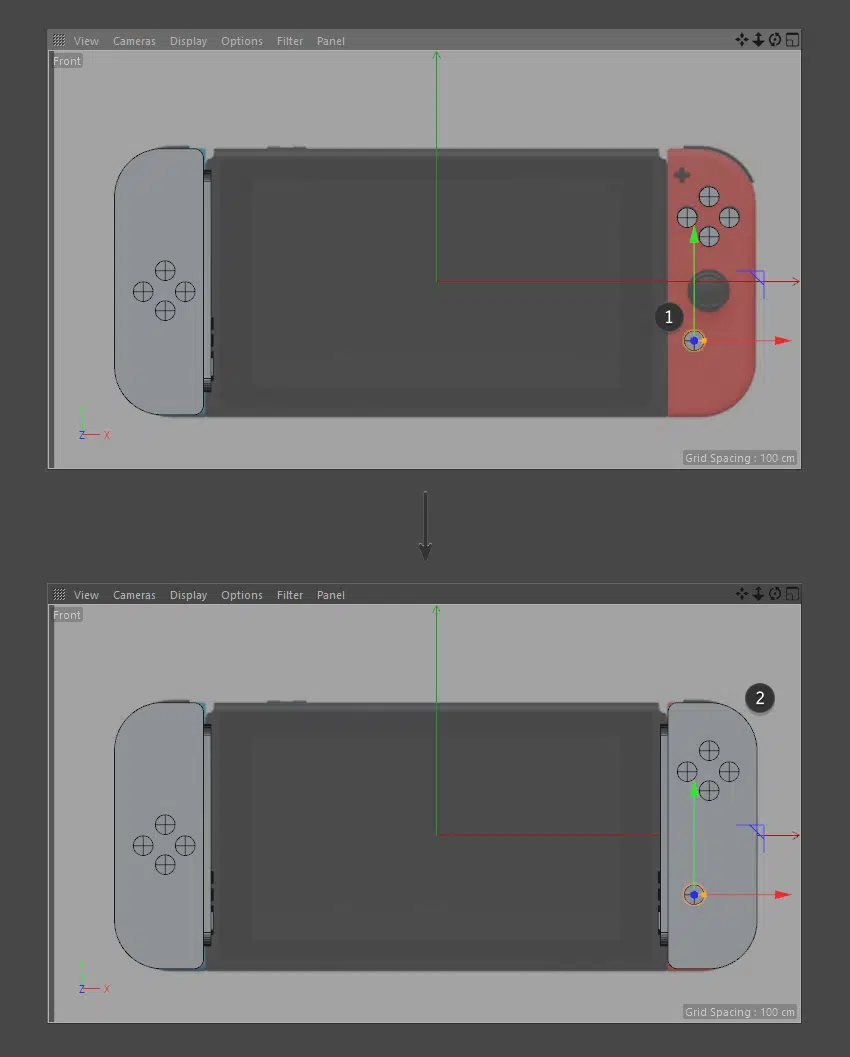 View Cameras Display Options Filter Panel
Front
1
Z X
Grid Spacing : 100 cm
View Cameras Display Options Filter Panel
Front
2
Z X
Grid Spacing : 100 cm